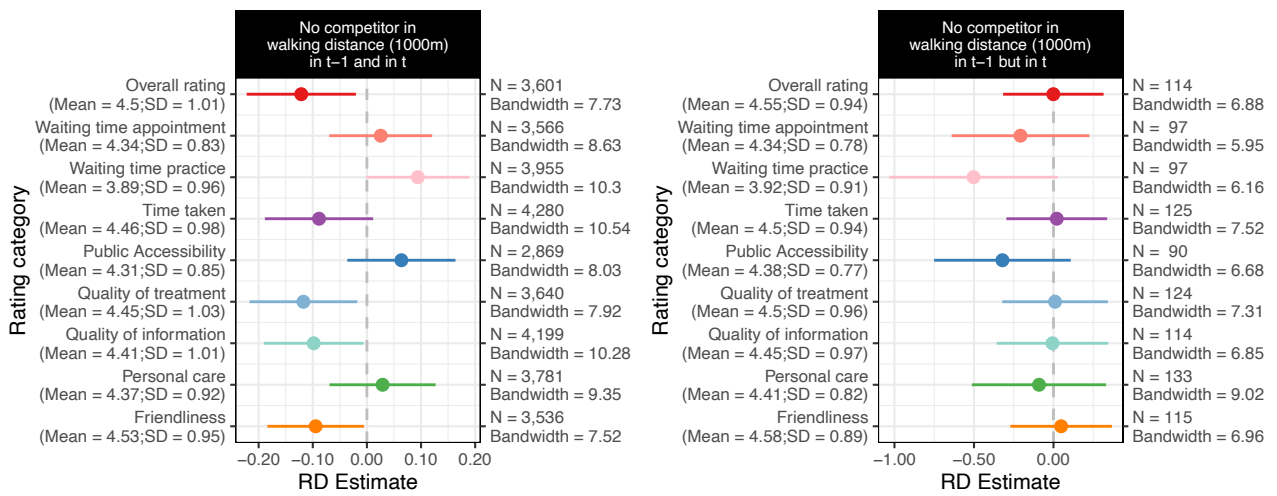 No competitor in
walking distance (1000m)
in t−1 and in t
Rating category
Overall rating
(Mean = 4.5;SD = 1.01)
N = 3,601
Bandwidth = 7.73
Waiting time appointment
(Mean = 4.34;SD = 0.83)
N = 3,566
Bandwidth = 8.63
Waiting time practice
(Mean = 3.89;SD = 0.96)
N = 3,955
Bandwidth = 10.3
Time taken
(Mean = 4.46;SD = 0.98)
N = 4,280
Bandwidth = 10.54
Public Accessibility
(Mean = 4.31;SD = 0.85)
N = 2,869
Bandwidth = 8.03
Quality of treatment
(Mean = 4.45;SD = 1.03)
N = 3,640
Bandwidth = 7.92
Quality of information
(Mean = 4.41;SD = 1.01)
N = 4,199
Bandwidth = 10.28
Personal care
(Mean = 4.37;SD = 0.92)
N = 3,781
Bandwidth = 9.35
Friendliness
(Mean = 4.53;SD = 0.95)
N = 3,536
Bandwidth = 7.52
−0.20 −0.10 0.00 0.10 0.20
RD Estimate
No competitor in
walking distance (1000m)
in t−1 but in t
Rating category
Overall rating
(Mean = 4.55;SD = 0.94)
N = 114
Bandwidth = 6.88
Waiting time appointment
(Mean = 4.34;SD = 0.78)
N = 97
Bandwidth = 5.95
Waiting time practice
(Mean = 3.92;SD = 0.91)
N = 97
Bandwidth = 6.16
Time taken
(Mean = 4.5;SD = 0.94)
N = 125
Bandwidth = 7.52
Public Accessibility
(Mean = 4.38;SD = 0.77)
N = 90
Bandwidth = 6.68
Quality of treatment
(Mean = 4.5;SD = 0.96)
N = 124
Bandwidth = 7.31
Quality of information
(Mean = 4.45;SD = 0.97)
N = 114
Bandwidth = 6.85
Personal care
(Mean = 4.41;SD = 0.82)
N = 133
Bandwidth = 9.02
Friendliness
(Mean = 4.58;SD = 0.89)
N = 115
Bandwidth = 6.96
−1.00 −0.50 0.00
RD Estimate